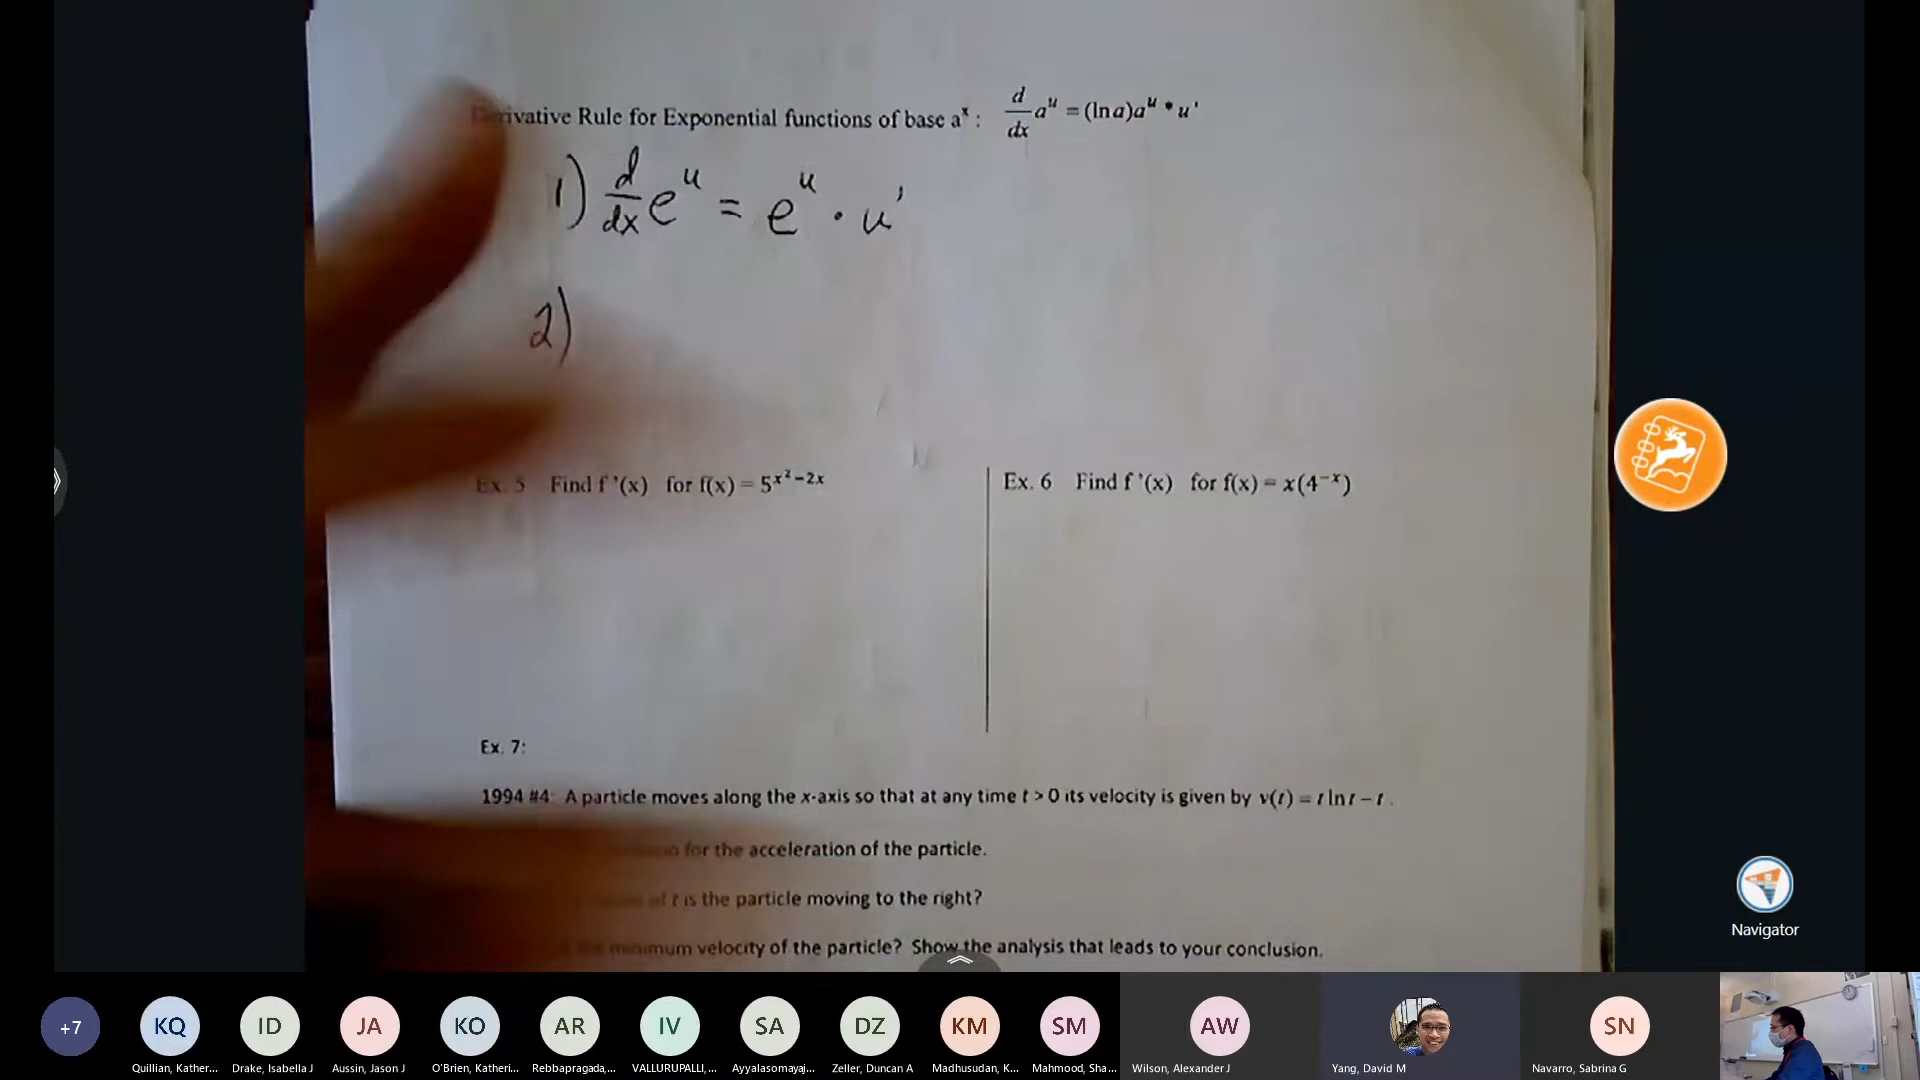 Derivative Rule for Exponential functions of base aˣ : d/dx aᵘ = (ln a)aᵘ • u'
1) d/dx eᵘ = eᵘ · u'
2)
Ex. 5 Find f '(x) for f(x) = 5^(x²−2x)
Ex. 6 Find f '(x) for f(x) = x(4⁻ˣ)
Ex. 7:
1994 #4: A particle moves along the x-axis so that at any time t > 0 its velocity is given by v(t) = t ln t − t .
for the acceleration of the particle.
of t is the particle moving to the right?
minimum velocity of the particle? Show the analysis that leads to your conclusion.
Navigator
+7 KQ ID JA KO AR IV SA DZ KM SM AW SN
Quillian, Kather... Drake, Isabella J Aussin, Jason J O'Brien, Katheri... Rebbapragada,... VALLURUPALLI,... Ayyalasomayaj... Zeller, Duncan A Madhusudan, K... Mahmood, Sha... Wilson, Alexander J Yang, David M Navarro, Sabrina G